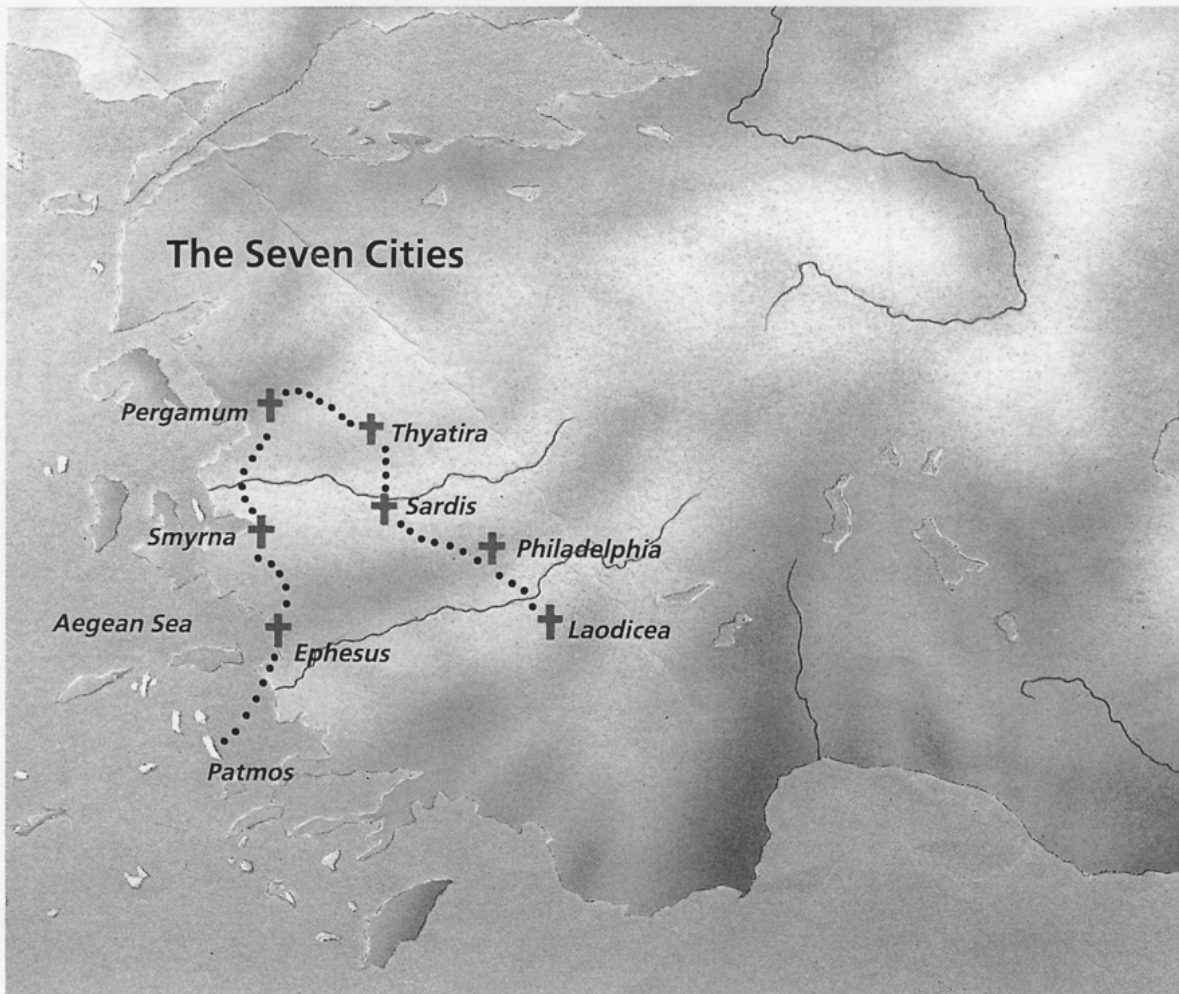 The Seven Cities
Pergamum
Thyatira
Sardis
Smyrna
Philadelphia
Aegean Sea
Laodicea
Ephesus
Patmos